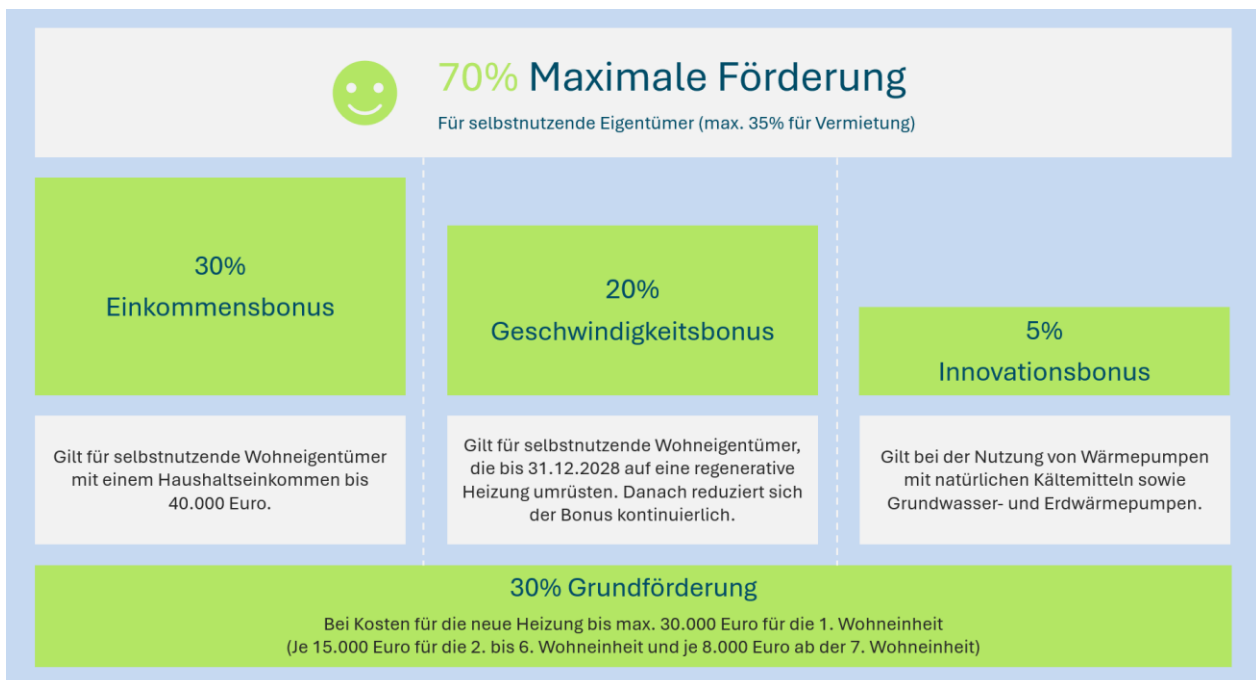 70% Maximale Förderung
Für selbstnutzende Eigentümer (max. 35% für Vermietung)
30%
Einkommensbonus
Gilt für selbstnutzende Wohneigentümer
mit einem Haushaltseinkommen bis
40.000 Euro.
20%
Geschwindigkeitsbonus
Gilt für selbstnutzende Wohneigentümer,
die bis 31.12.2028 auf eine regenerative
Heizung umrüsten. Danach reduziert sich
der Bonus kontinuierlich.
5%
Innovationsbonus
Gilt bei der Nutzung von Wärmepumpen
mit natürlichen Kältemitteln sowie
Grundwasser- und Erdwärmepumpen.
30% Grundförderung
Bei Kosten für die neue Heizung bis max. 30.000 Euro für die 1. Wohneinheit
(Je 15.000 Euro für die 2. bis 6. Wohneinheit und je 8.000 Euro ab der 7. Wohneinheit)